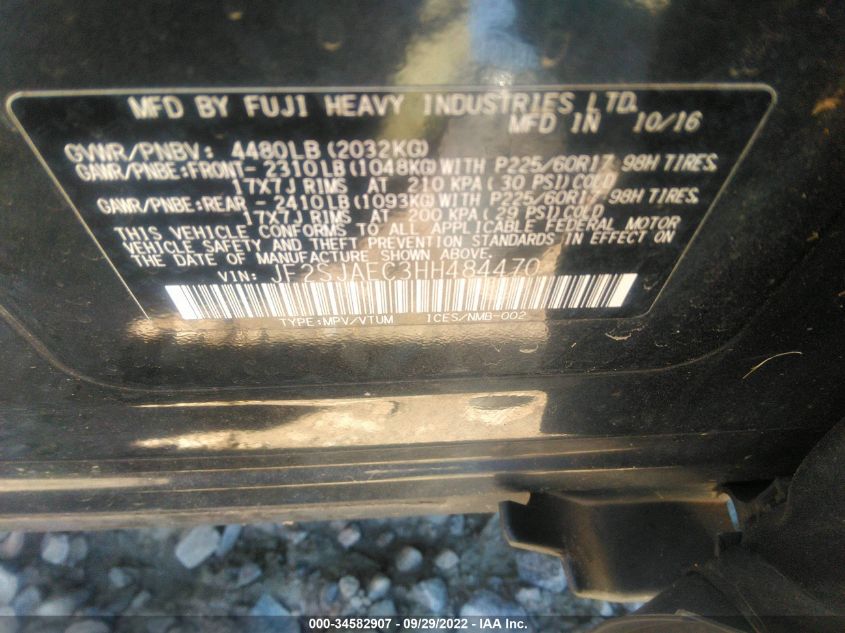 MFD BY FUJI HEAVY INDUSTRIES LTD.
MFD IN 10/16
GVWR/PNBV: 4480LB (2032KG)
GAWR/PNBE:FRONT- 2310LB (1048KG) WITH P225/60R17 98H TIRES
17X7J RIMS AT 210 KPA ( 30 PSI) COLD
GAWR/PNBE:REAR - 2410LB (1093KG) WITH P225/60R17 98H TIRES
17X7J RIMS AT 200 KPA (29 PSI) COLD
THIS VEHICLE CONFORMS TO ALL APPLICABLE FEDERAL MOTOR
VEHICLE SAFETY AND THEFT PREVENTION STANDARDS IN EFFECT ON
THE DATE OF MANUFACTURE SHOWN ABOVE.
VIN: JF2SJAEC3HH484470
TYPE:MPV/VTUM ICES/NMB-002
000-34582907 - 09/29/2022 - IAA Inc.